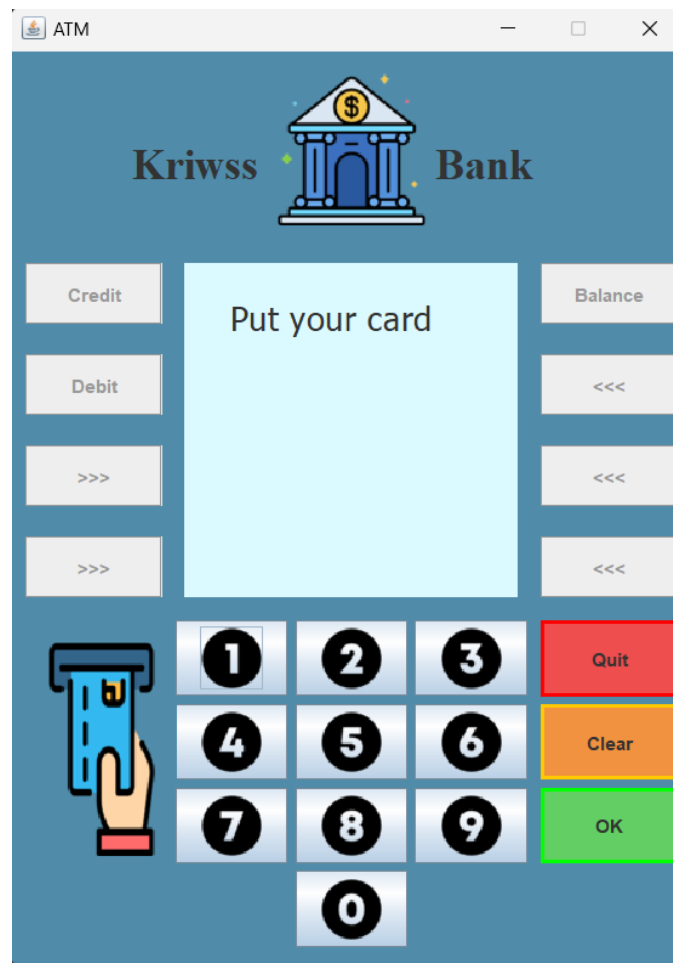 ATM
$
Kriwss Bank
Credit
Put your card
Balance
Debit
<<<
>>>
<<<
>>>
<<<
1 2 3 Quit
4 5 6 Clear
7 8 9 OK
0